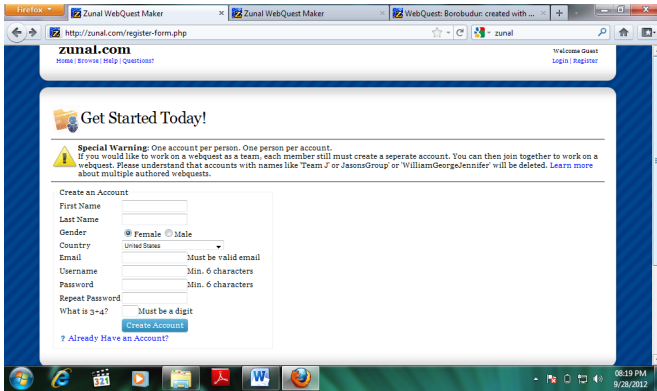 Firefox
Zunal WebQuest Maker
Zunal WebQuest Maker
WebQuest: Borobudur: created with ...
http://zunal.com/register-form.php
zunal
zunal.com
Welcome Guest
Home | Browse | Help | Questions?
Login | Register
Get Started Today!
Special Warning: One account per person. One person per account.
If you would like to work on a webquest as a team, each member still must create a seperate account. You can then join together to work on a
webquest. Please understand that accounts with names like 'Team J' or JasonsGroup' or 'WilliamGeorgeJennifer' will be deleted. Learn more
about multiple authored webquests.
Create an Account
First Name
Last Name
Gender Female Male
Country United States
Email Must be valid email
Username Min. 6 characters
Password Min. 6 characters
Repeat Password
What is 3+4? Must be a digit
Create Account
? Already Have an Account?
321
08:19 PM
9/28/2012